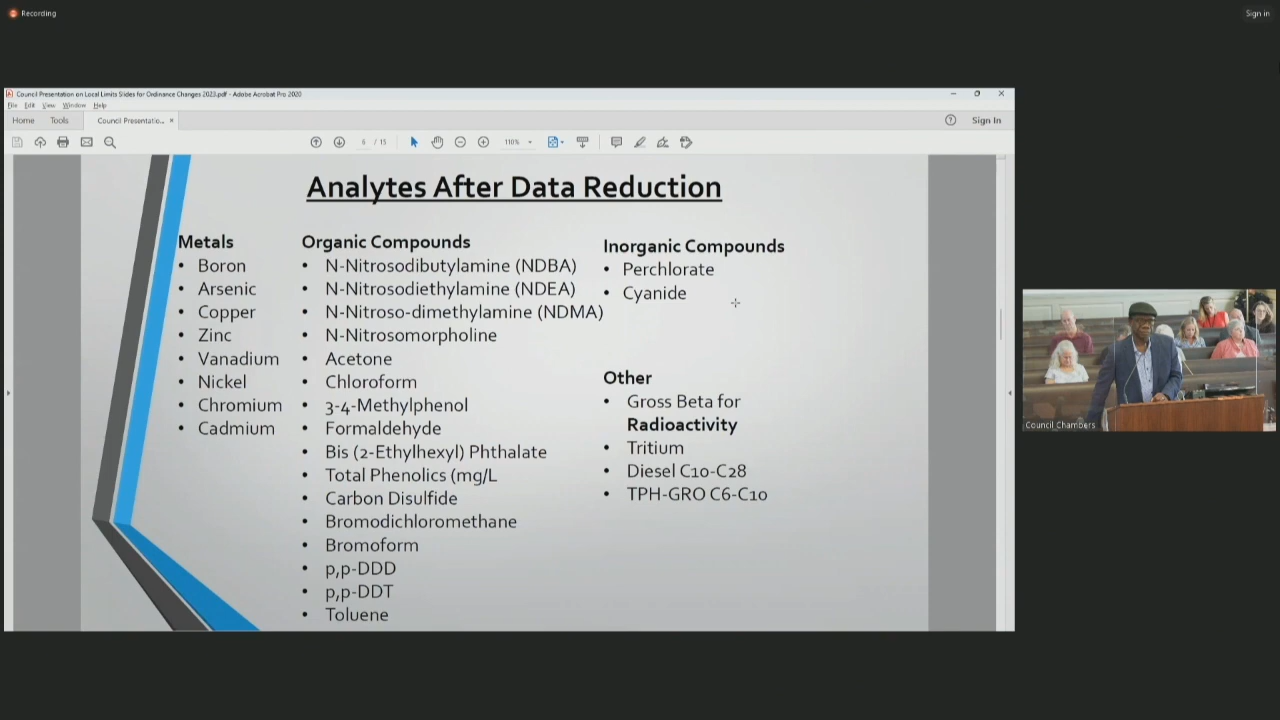 Recording
Sign in
Council Presentation on Local Limits Slides for Ordinance Changes 2023.pdf - Adobe Acrobat Pro 2020
File Edit View Window Help
Home Tools Council Presentatio... ×
Sign In
6 / 15
110%
Analytes After Data Reduction
Metals
• Boron
• Arsenic
• Copper
• Zinc
• Vanadium
• Nickel
• Chromium
• Cadmium
Organic Compounds
• N-Nitrosodibutylamine (NDBA)
• N-Nitrosodiethylamine (NDEA)
• N-Nitroso-dimethylamine (NDMA)
• N-Nitrosomorpholine
• Acetone
• Chloroform
• 3-4-Methylphenol
• Formaldehyde
• Bis (2-Ethylhexyl) Phthalate
• Total Phenolics (mg/L
• Carbon Disulfide
• Bromodichloromethane
• Bromoform
• p,p-DDD
• p,p-DDT
• Toluene
Inorganic Compounds
• Perchlorate
• Cyanide
Other
• Gross Beta for
Radioactivity
• Tritium
• Diesel C10-C28
• TPH-GRO C6-C10
Council Chambers